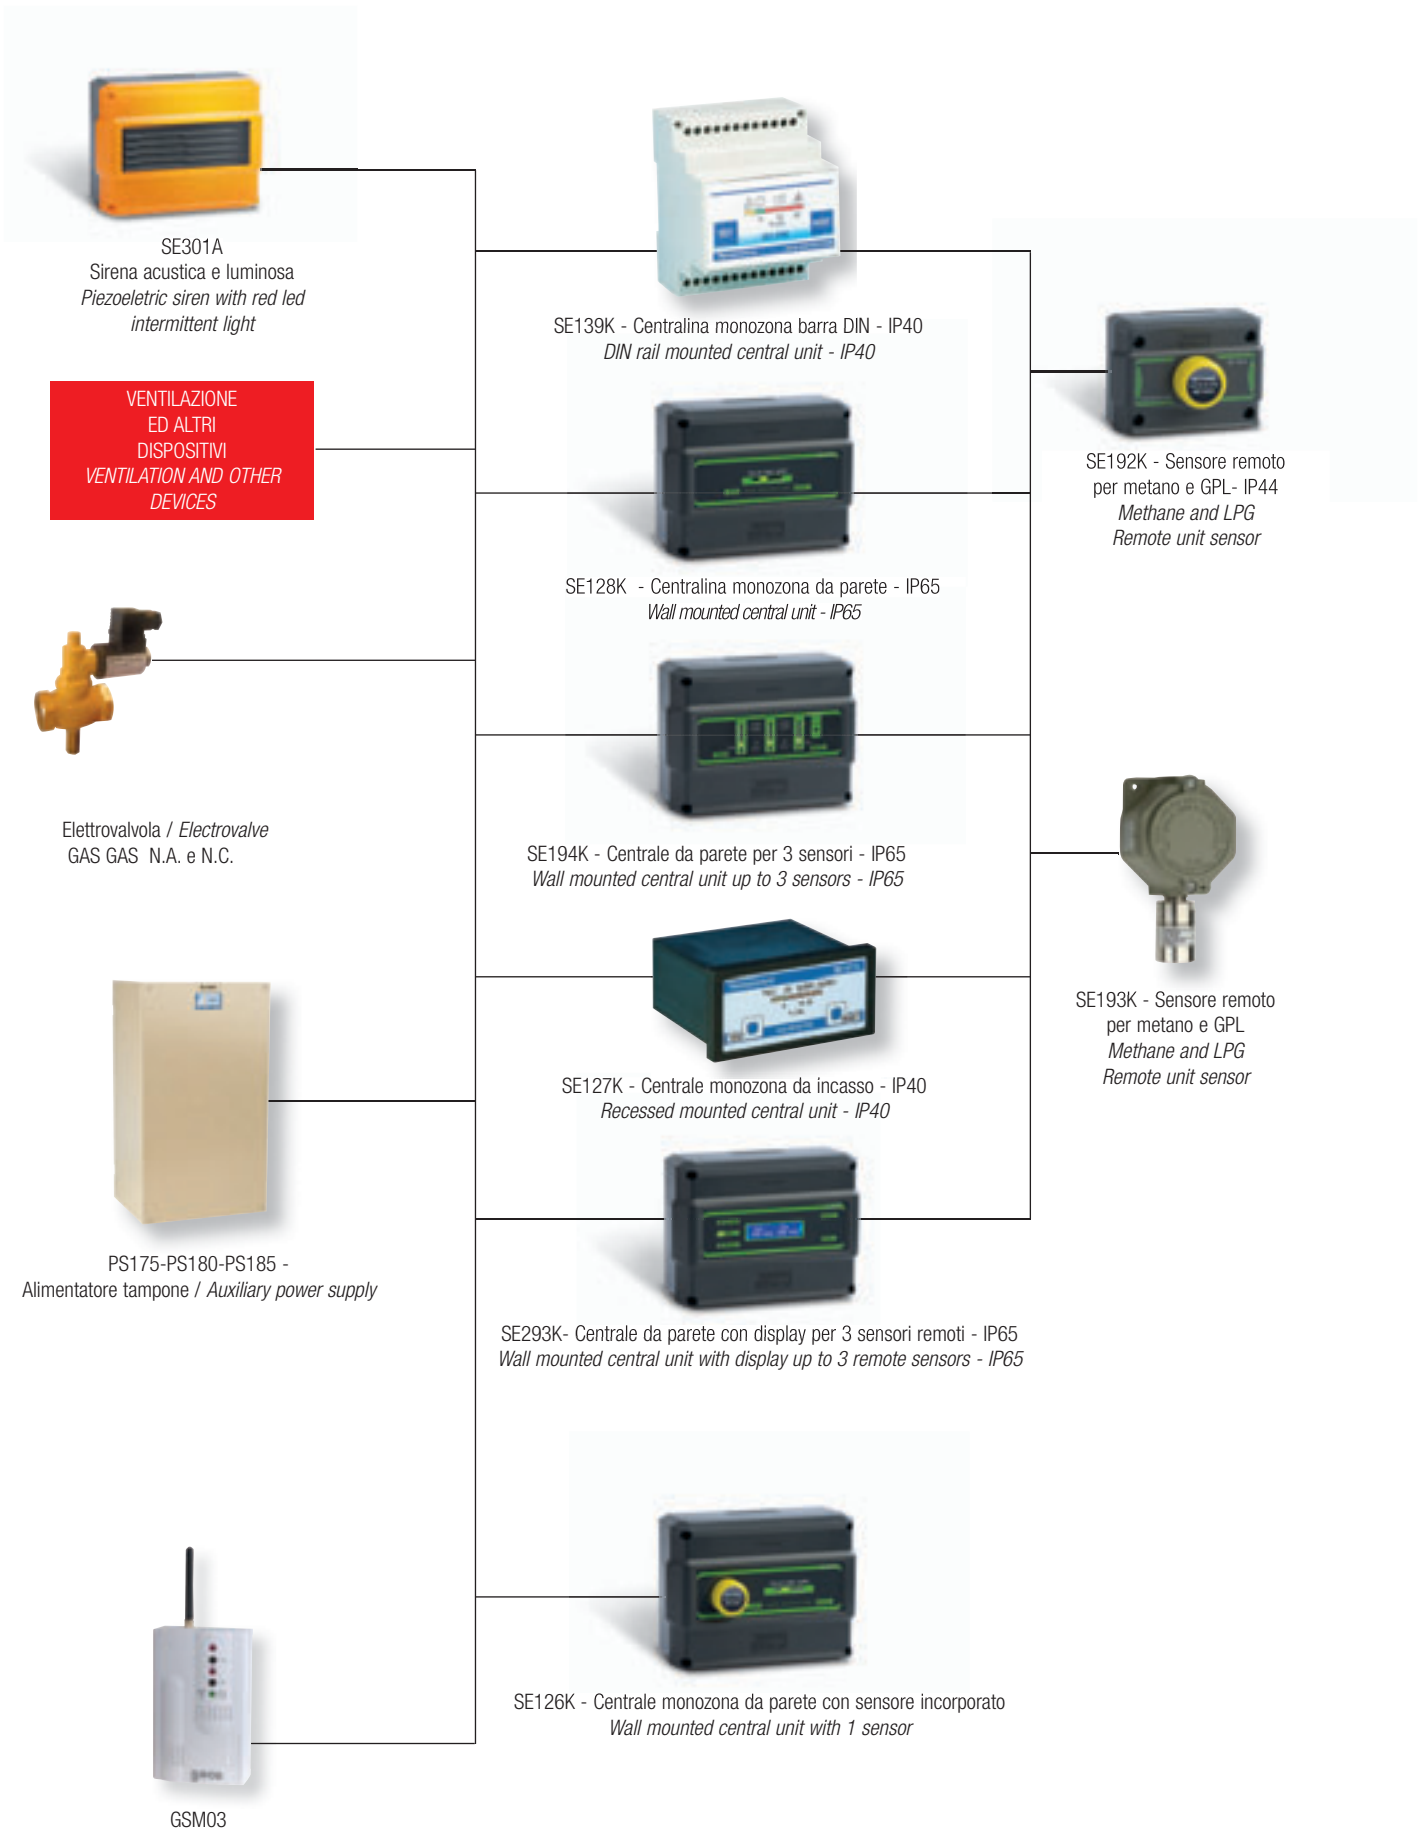 SE301A
Sirena acustica e luminosa
Piezoeletric siren with red led
intermittent light
VENTILAZIONE
ED ALTRI
DISPOSITIVI
VENTILATION AND OTHER
DEVICES
Elettrovalvola / Electrovalve
GAS GAS N.A. e N.C.
PS175-PS180-PS185 -
Alimentatore tampone / Auxiliary power supply
GSM03
SE139K - Centralina monozona barra DIN - IP40
DIN rail mounted central unit - IP40
SE128K - Centralina monozona da parete - IP65
Wall mounted central unit - IP65
SE194K - Centrale da parete per 3 sensori - IP65
Wall mounted central unit up to 3 sensors - IP65
SE127K - Centrale monozona da incasso - IP40
Recessed mounted central unit - IP40
SE293K- Centrale da parete con display per 3 sensori remoti - IP65
Wall mounted central unit with display up to 3 remote sensors - IP65
SE126K - Centrale monozona da parete con sensore incorporato
Wall mounted central unit with 1 sensor
SE192K - Sensore remoto
per metano e GPL- IP44
Methane and LPG
Remote unit sensor
SE193K - Sensore remoto
per metano e GPL
Methane and LPG
Remote unit sensor